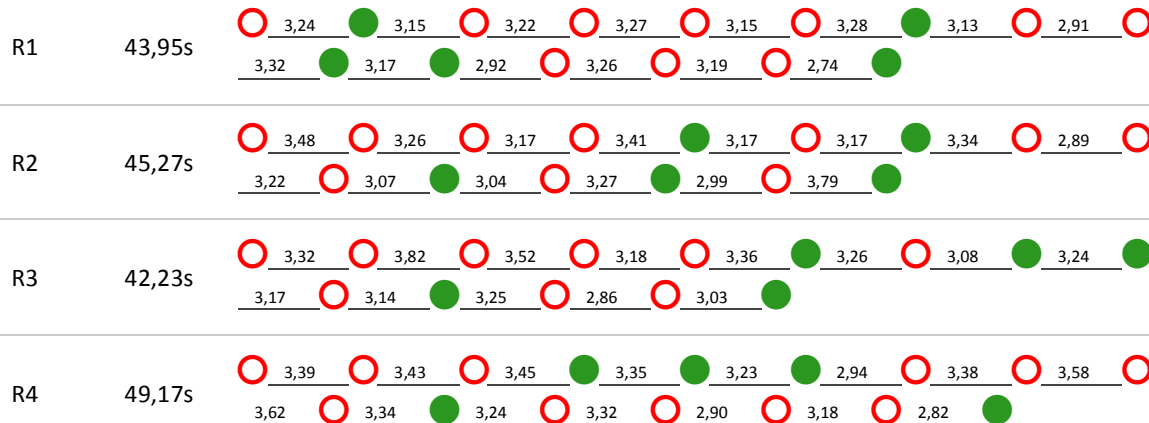 3,24 3,15 3,22 3,27 3,15 3,28 3,13 2,91
R1 43,95s
3,32 3,17 2,92 3,26 3,19 2,74
3,48 3,26 3,17 3,41 3,17 3,17 3,34 2,89
R2 45,27s
3,22 3,07 3,04 3,27 2,99 3,79
3,32 3,82 3,52 3,18 3,36 3,26 3,08 3,24
R3 42,23s
3,17 3,14 3,25 2,86 3,03
3,39 3,43 3,45 3,35 3,23 2,94 3,38 3,58
R4 49,17s
3,62 3,34 3,24 3,32 2,90 3,18 2,82